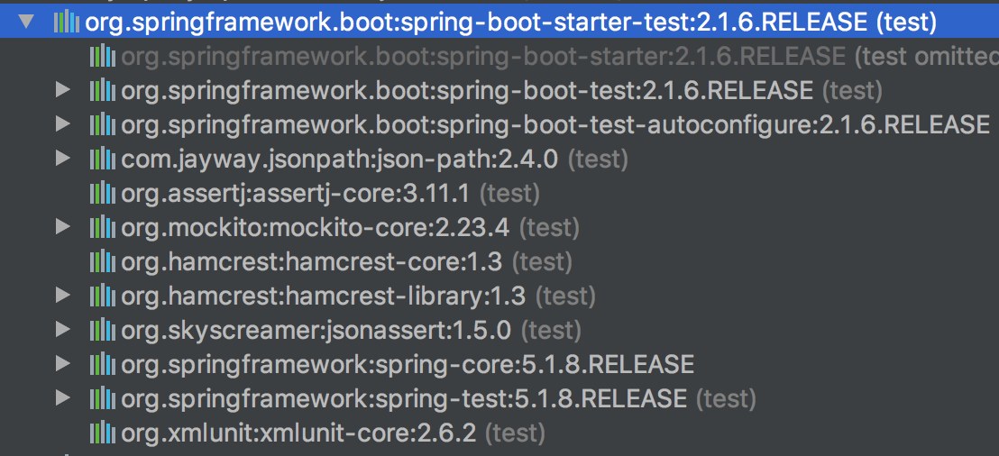 org.springframework.boot:spring-boot-starter-test:2.1.6.RELEASE (test)
org.springframework.boot:spring-boot-starter:2.1.6.RELEASE (test omitted
org.springframework.boot:spring-boot-test:2.1.6.RELEASE (test)
org.springframework.boot:spring-boot-test-autoconfigure:2.1.6.RELEASE
com.jayway.jsonpath:json-path:2.4.0 (test)
org.assertj:assertj-core:3.11.1 (test)
org.mockito:mockito-core:2.23.4 (test)
org.hamcrest:hamcrest-core:1.3 (test)
org.hamcrest:hamcrest-library:1.3 (test)
org.skyscreamer:jsonassert:1.5.0 (test)
org.springframework:spring-core:5.1.8.RELEASE
org.springframework:spring-test:5.1.8.RELEASE (test)
org.xmlunit:xmlunit-core:2.6.2 (test)